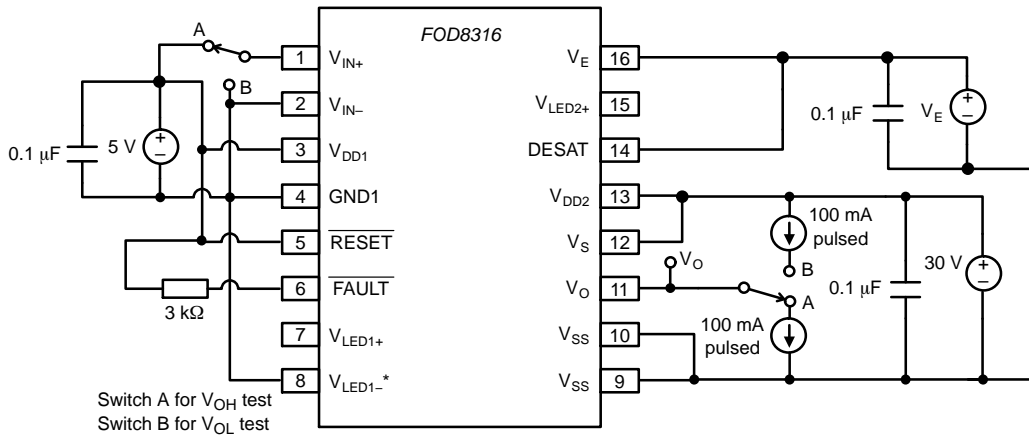 FOD8316
A
B
0.1 μF
5 V
+
−
3 kΩ
1 V_IN+
2 V_IN−
3 V_DD1
4 GND1
5 R̅E̅S̅E̅T̅
6 F̅A̅U̅L̅T̅
7 V_LED1+
8 V_LED1−*
V_E 16
V_LED2+ 15
DESAT 14
V_DD2 13
V_S 12
V_O 11
V_SS 10
V_SS 9
0.1 μF
V_E
+
−
100 mA
pulsed
B
V_O
A
100 mA
pulsed
0.1 μF
30 V
+
−
Switch A for V_OH test
Switch B for V_OL test